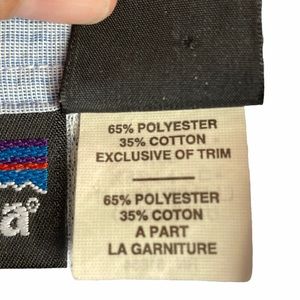 65% POLYESTER
35% COTTON
EXCLUSIVE OF TRIM
65% POLYESTER
35% COTON
A PART
LA GARNITURE
a®